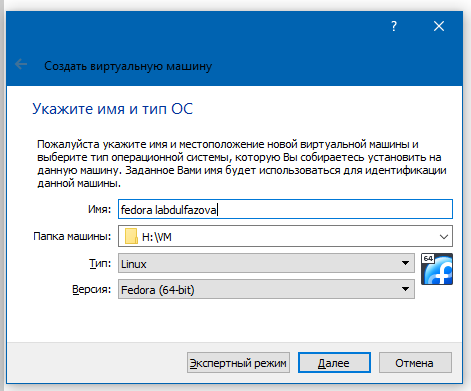 ?
Создать виртуальную машину
Укажите имя и тип ОС
Пожалуйста укажите имя и местоположение новой виртуальной машины и
выберите тип операционной системы, которую Вы собираетесь установить на
данную машину. Заданное Вами имя будет использоваться для идентификации
данной машины.
Имя: fedora labdulfazova
Папка машины: H:\VM
Тип: Linux
64
Версия: Fedora (64-bit)
Экспертный режим Далее Отмена